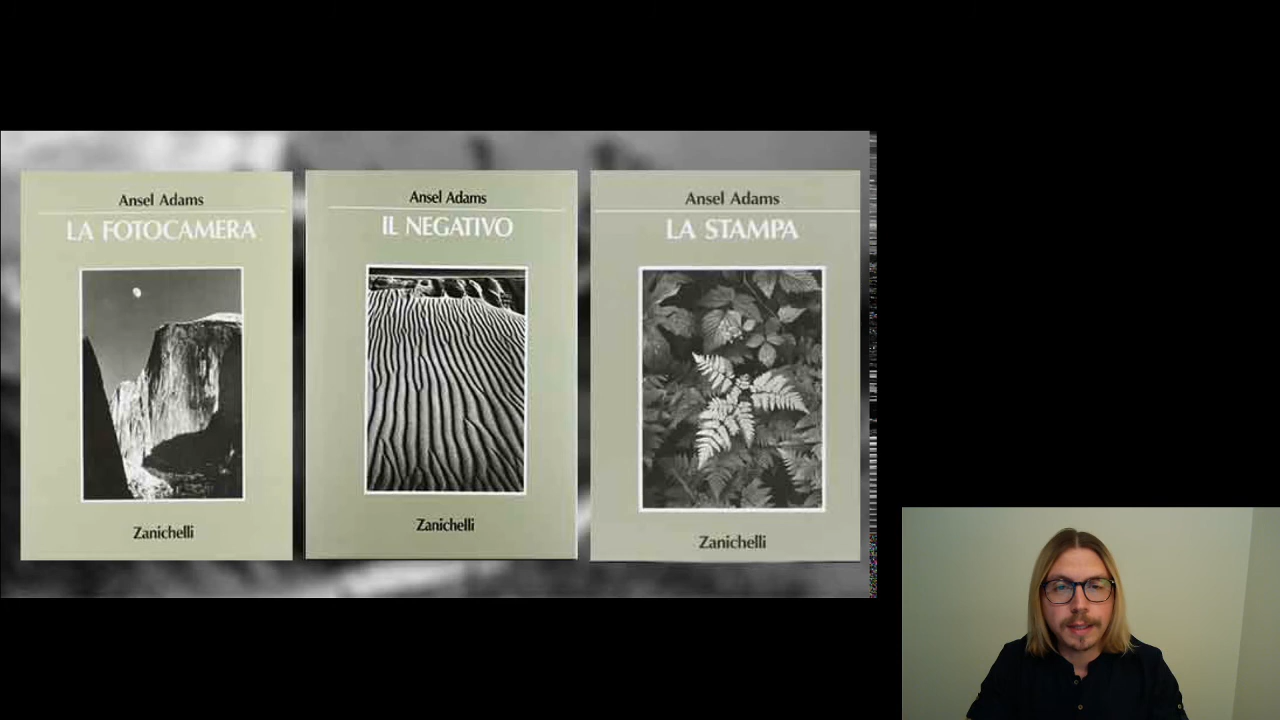 Ansel Adams
LA FOTOCAMERA
Zanichelli
Ansel Adams
IL NEGATIVO
Zanichelli
Ansel Adams
LA STAMPA
Zanichelli